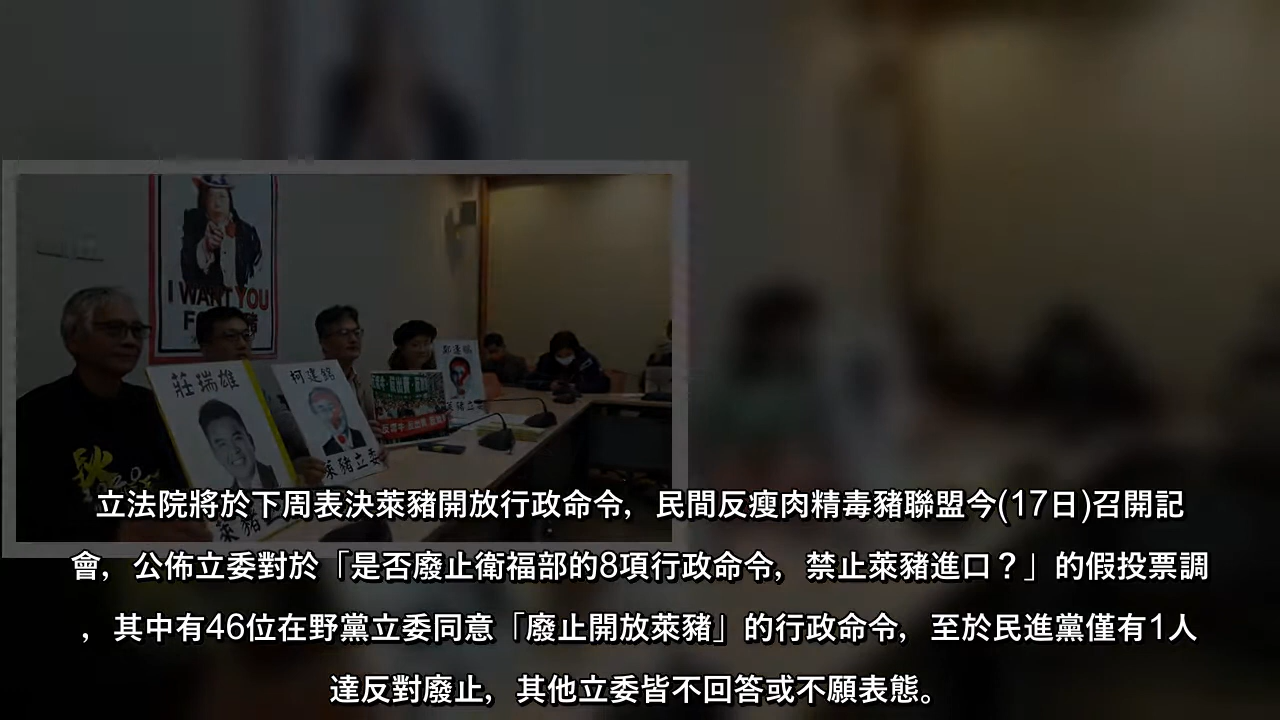 I WANT YOU
莊瑞雄
柯建銘
萊豬立委
立法院將於下周表決萊豬開放行政命令，民間反瘦肉精毒豬聯盟今(17日)召開記
會，公佈立委對於「是否廢止衛福部的8項行政命令，禁止萊豬進口？」的假投票調
，其中有46位在野黨立委同意「廢止開放萊豬」的行政命令，至於民進黨僅有1人
達反對廢止，其他立委皆不回答或不願表態。